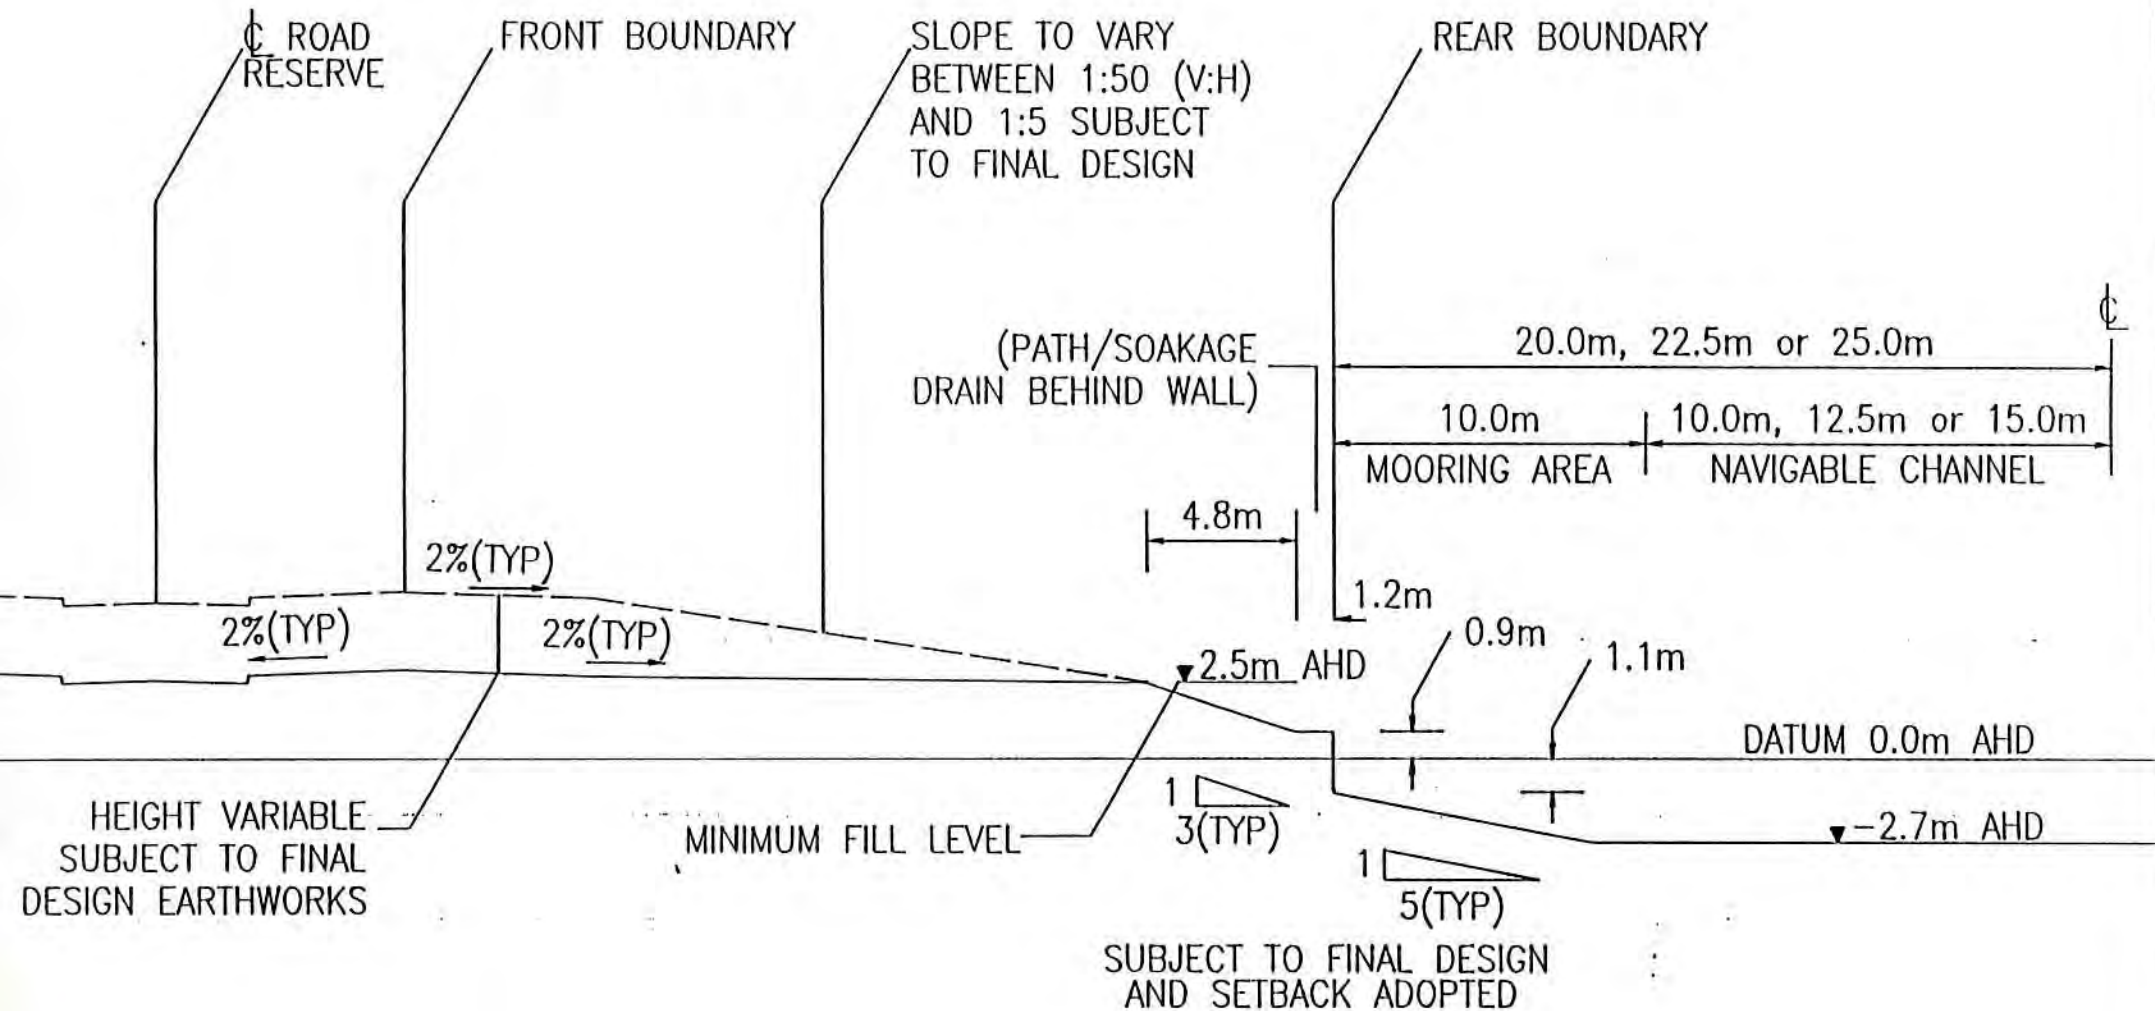 ℄ ROAD
RESERVE
FRONT BOUNDARY
SLOPE TO VARY
BETWEEN 1:50 (V:H)
AND 1:5 SUBJECT
TO FINAL DESIGN
REAR BOUNDARY
℄
(PATH/SOAKAGE
DRAIN BEHIND WALL)
20.0m, 22.5m or 25.0m
10.0m
10.0m, 12.5m or 15.0m
MOORING AREA
NAVIGABLE CHANNEL
4.8m
2%(TYP)
1.2m
2%(TYP)
2%(TYP)
0.9m
1.1m
2.5m AHD
DATUM 0.0m AHD
1
3(TYP)
HEIGHT VARIABLE
SUBJECT TO FINAL
DESIGN EARTHWORKS
MINIMUM FILL LEVEL
-2.7m AHD
1
5(TYP)
SUBJECT TO FINAL DESIGN
AND SETBACK ADOPTED